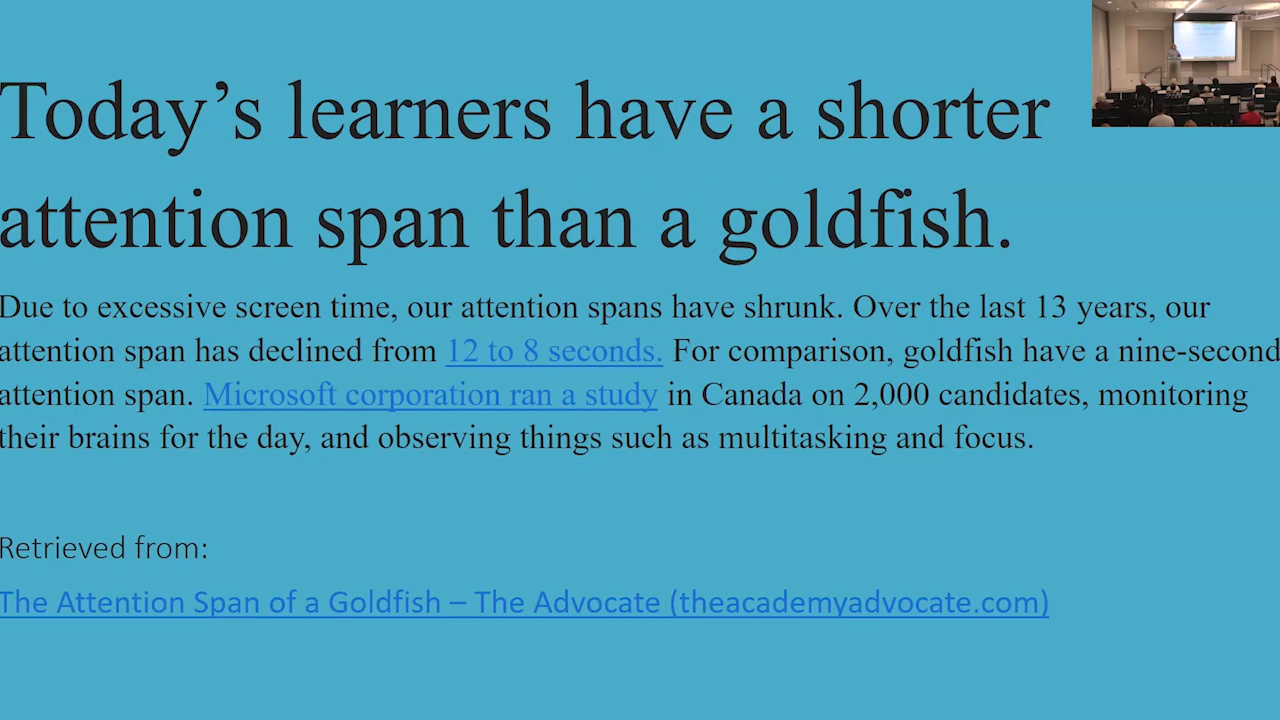 Today’s learners have a shorter
attention span than a goldfish.
Due to excessive screen time, our attention spans have shrunk. Over the last 13 years, our
attention span has declined from 12 to 8 seconds. For comparison, goldfish have a nine-second
attention span. Microsoft corporation ran a study in Canada on 2,000 candidates, monitoring
their brains for the day, and observing things such as multitasking and focus.
Retrieved from:
The Attention Span of a Goldfish – The Advocate (theacademyadvocate.com)